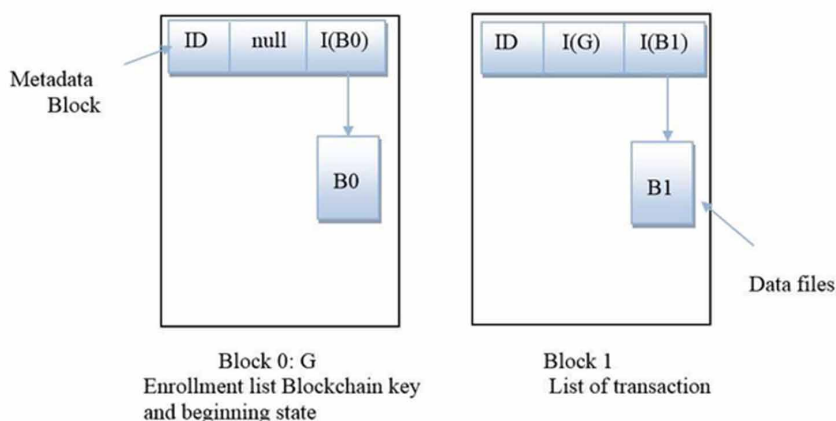 ID null I(B0)
ID I(G) I(B1)
Metadata
Block
B0
B1
Data files
Block 0: G
Enrollment list Blockchain key
and beginning state
Block 1
List of transaction